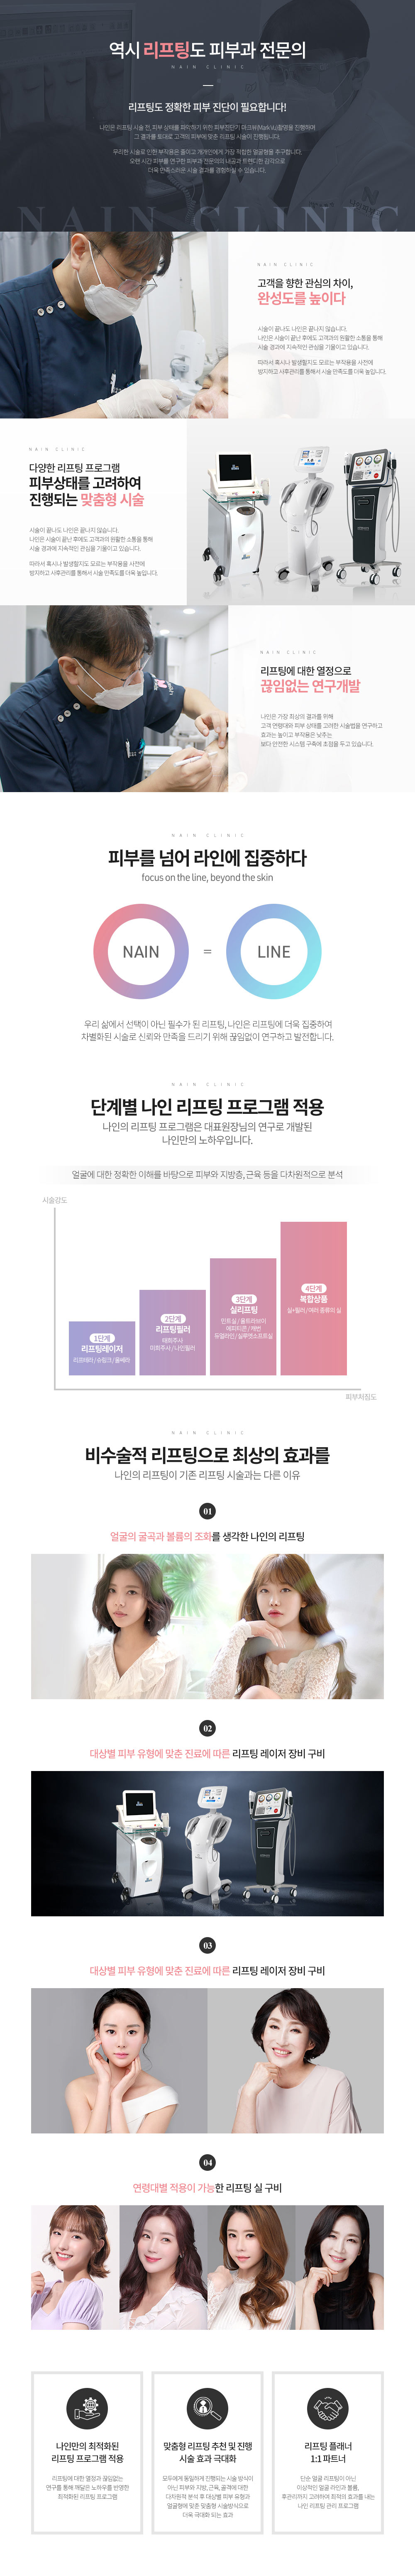 역시 리프팅도 피부과 전문의
NAIN CLINIC
리프팅도 정확한 피부 진단이 필요합니다!
나인은 리프팅 시술 전, 피부 상태를 파악하기 위한 피부진단기 마크뷰(Mark-Vu)촬영을 진행하며
그 결과를 토대로 고객의 피부에 맞춘 리프팅 시술이 진행됩니다.
무리한 시술로 인한 부작용은 줄이고 개개인에게 가장 적합한 얼굴형을 추구합니다.
오랜 시간 피부를 연구한 피부과 전문의의 내공과 트렌디한 감각으로
더욱 만족스러운 시술 결과를 경험하실 수 있습니다.
NAIN CLINIC
NAIN CLINIC
고객을 향한 관심의 차이,
완성도를 높이다
시술이 끝나도 나인은 끝나지 않습니다.
나인은 시술이 끝난 후에도 고객과의 원활한 소통을 통해
시술 경과에 지속적인 관심을 기울이고 있습니다.
따라서 혹시나 발생할지도 모르는 부작용을 사전에
방지하고 사후관리를 통해서 시술 만족도를 더욱 높입니다.
NAIN CLINIC
다양한 리프팅 프로그램
피부상태를 고려하여
진행되는 맞춤형 시술
시술이 끝나도 나인은 끝나지 않습니다.
나인은 시술이 끝난 후에도 고객과의 원활한 소통을 통해
시술 경과에 지속적인 관심을 기울이고 있습니다.
따라서 혹시나 발생할지도 모르는 부작용을 사전에
방지하고 사후관리를 통해서 시술 만족도를 더욱 높입니다.
NAIN CLINIC
리프팅에 대한 열정으로
끊임없는 연구개발
나인은 가장 최상의 결과를 위해
고객 연령대와 피부 상태를 고려한 시술법을 연구하고
효과는 높이고 부작용은 낮추는
보다 안전한 시스템 구축에 초점을 두고 있습니다.
NAIN CLINIC
피부를 넘어 라인에 집중하다
focus on the line, beyond the skin
NAIN = LINE
우리 삶에서 선택이 아닌 필수가 된 리프팅, 나인은 리프팅에 더욱 집중하여
차별화된 시술로 신뢰와 만족을 드리기 위해 끊임없이 연구하고 발전합니다.
NAIN CLINIC
단계별 나인 리프팅 프로그램 적용
나인의 리프팅 프로그램은 대표원장님의 연구로 개발된
나인만의 노하우입니다.
얼굴에 대한 정확한 이해를 바탕으로 피부와 지방층,근육 등을 다차원적으로 분석
시술강도
1단계
리프팅레이저
리프테라 / 슈링크 / 울쎄라
2단계
리프팅필러
테피주사
미피주사 / 나인필러
3단계
실리프팅
민트실 / 울트라브이
에피티콘 / 캐번
듀얼라인 / 실루엣소프트실
4단계
복합상품
실+필러 / 여러 종류의 실
피부처짐도
NAIN CLINIC
비수술적 리프팅으로 최상의 효과를
나인의 리프팅이 기존 리프팅 시술과는 다른 이유
01
얼굴의 굴곡과 볼륨의 조화를 생각한 나인의 리프팅
02
대상별 피부 유형에 맞춘 진료에 따른 리프팅 레이저 장비 구비
03
대상별 피부 유형에 맞춘 진료에 따른 리프팅 레이저 장비 구비
04
연령대별 적용이 가능한 리프팅 실 구비
나인만의 최적화된
리프팅 프로그램 적용
리프팅에 대한 열정과 끊임없는
연구를 통해 깨달은 노하우를 반영한
최적화된 리프팅 프로그램
맞춤형 리프팅 추천 및 진행
시술 효과 극대화
모두에게 동일하게 진행되는 시술 방식이
아닌 피부와 지방, 근육, 골격에 대한
다차원적 분석 후 대상별 피부 유형과
얼굴형에 맞춘 맞춤형 시술방식으로
더욱 극대화 되는 효과
리프팅 플래너
1:1 파트너
단순 얼굴 리프팅이 아닌
이상적인 얼굴 라인과 볼륨,
후관리까지 고려하여 최적의 효과를 내는
나인 리프팅 관리 프로그램